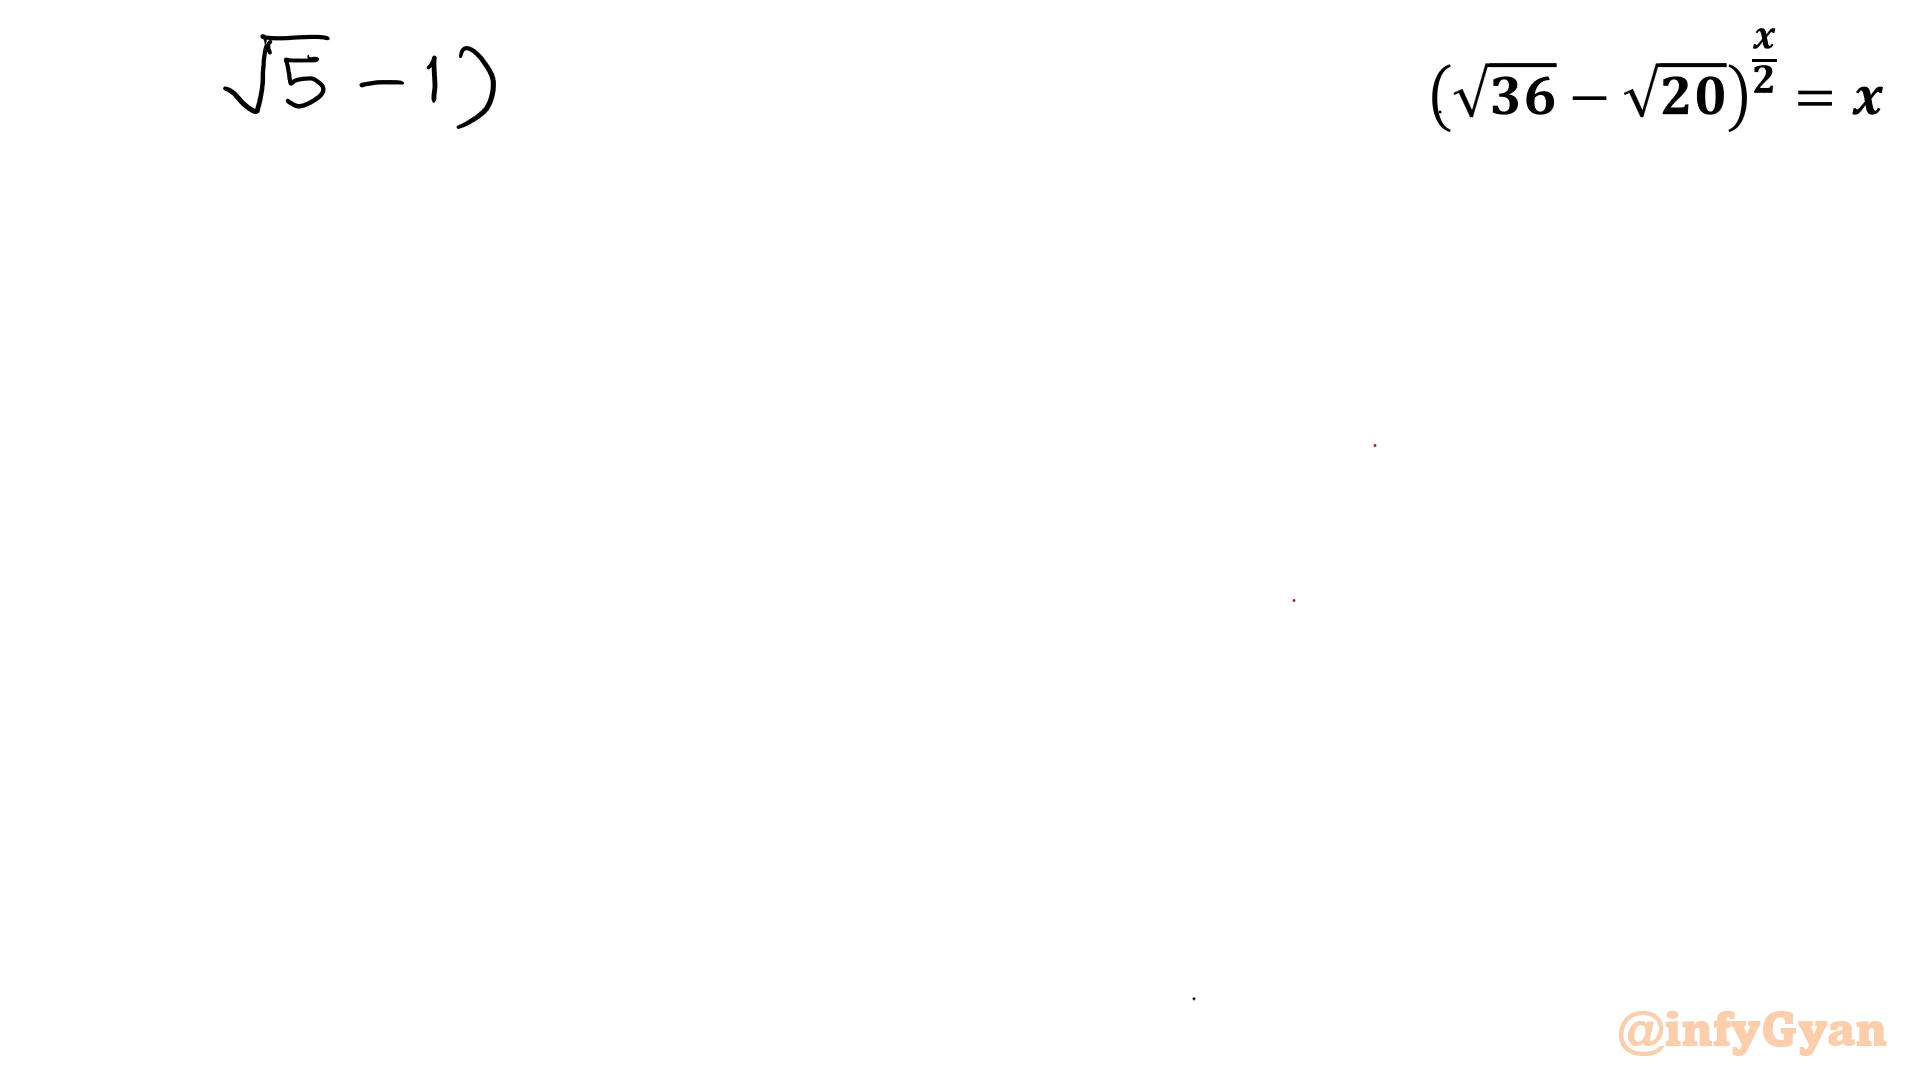 √5 − 1)
(√36 − √20)^(x/2) = x
@infyGyan